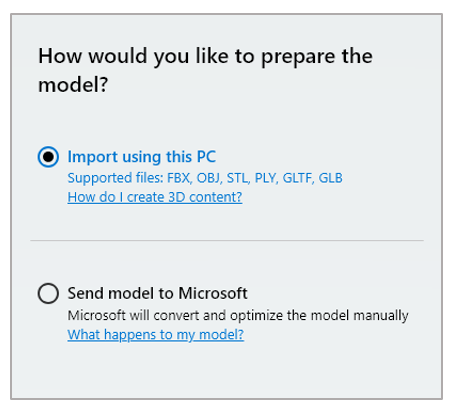 How would you like to prepare the
model?
Import using this PC
Supported files: FBX, OBJ, STL, PLY, GLTF, GLB
How do I create 3D content?
Send model to Microsoft
Microsoft will convert and optimize the model manually
What happens to my model?